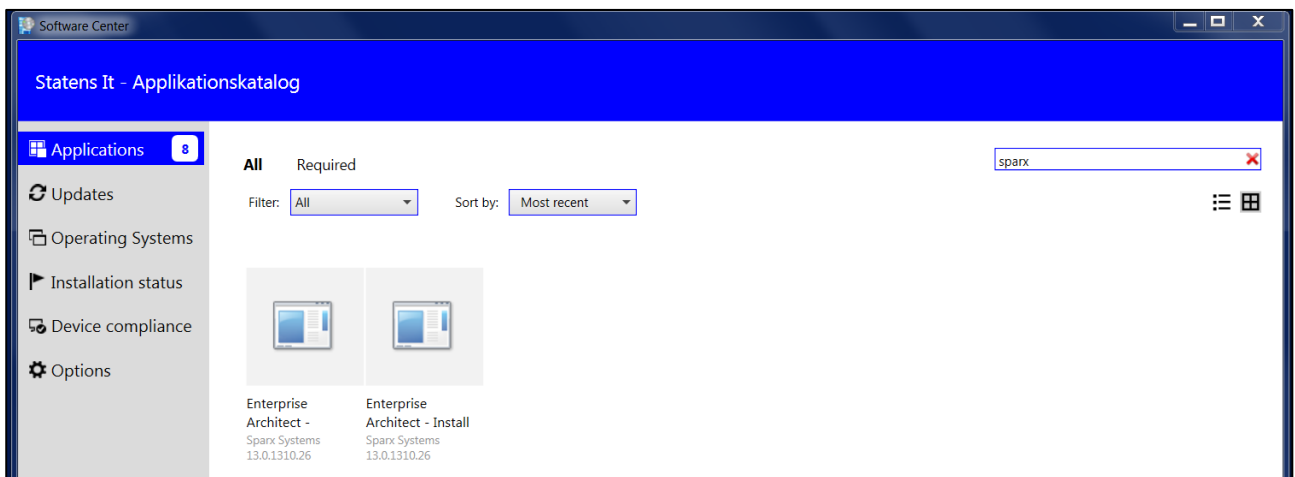 Software Center
Statens It - Applikationskatalog
Applications 8
Updates
Operating Systems
Installation status
Device compliance
Options
All Required
sparx
Filter: All Sort by: Most recent
Enterprise
Architect -
Sparx Systems
13.0.1310.26
Enterprise
Architect - Install
Sparx Systems
13.0.1310.26